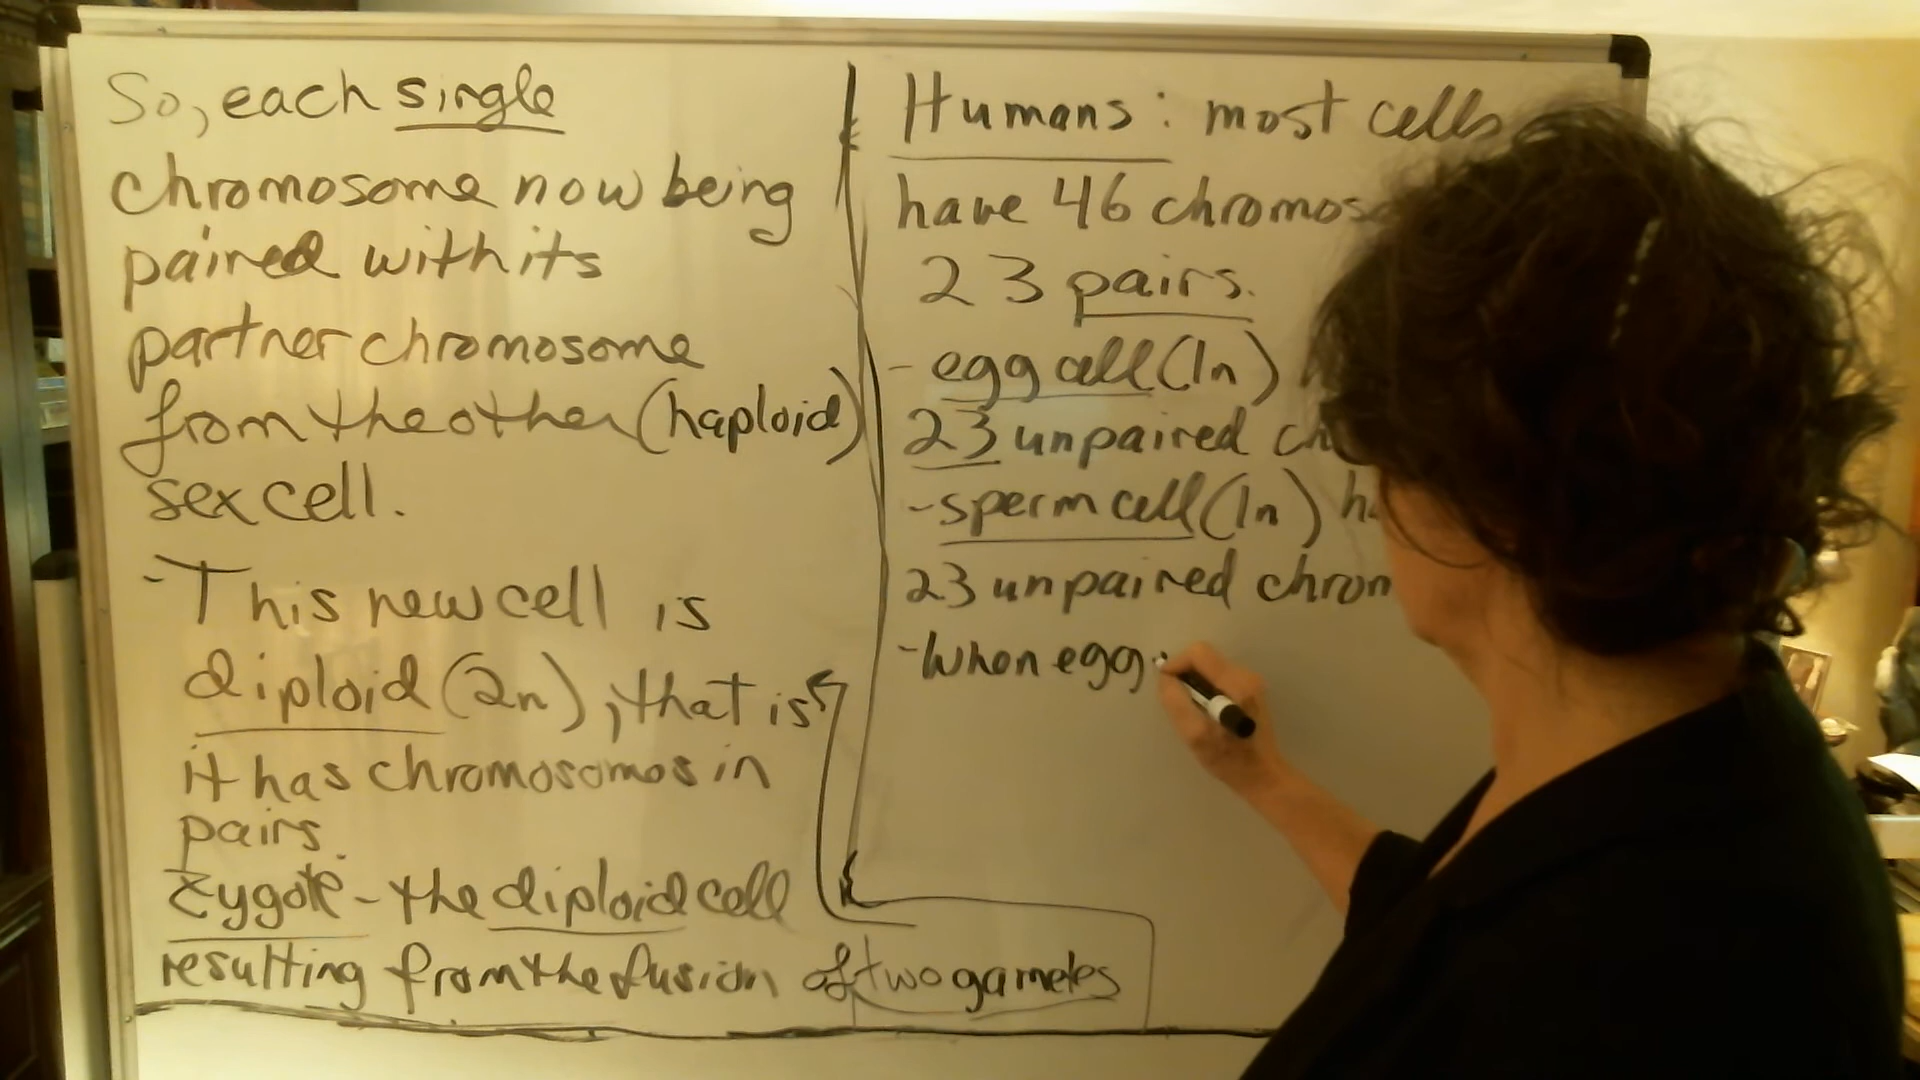 So, each single
chromosome now being
paired with its
partner chromosome
from the other (haploid)
sex cell.
- This new cell is
diploid (2n), that is
it has chromosomes in
pairs.
Zygote - the diploid cell
resulting from the fusion of two gametes
Humans: most cells
have 46 chromos
23 pairs.
- egg cell (1n)
23 unpaired ch
- sperm cell (1n) ha
23 unpaired chrom
- When egg